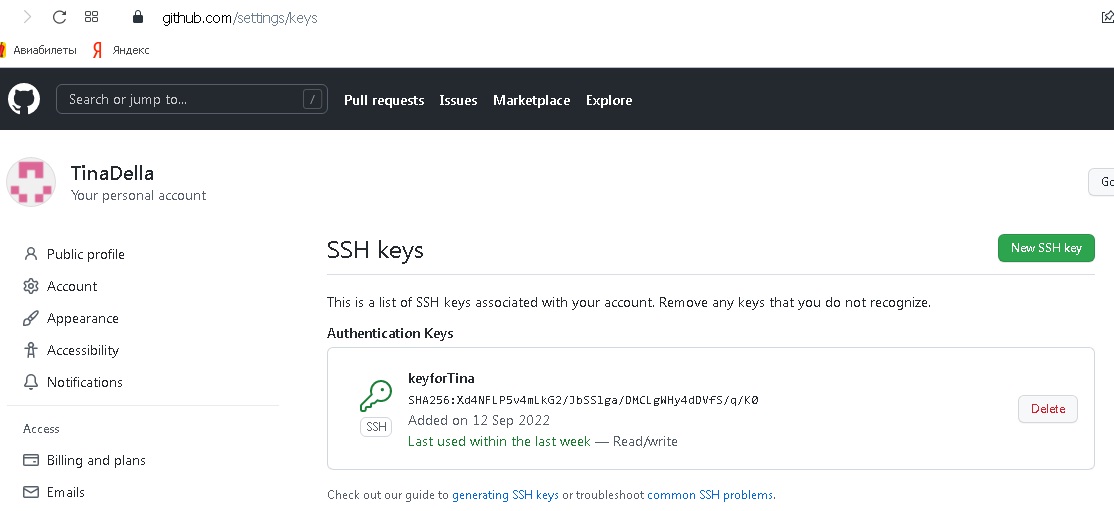 github.com/settings/keys
Авиабилеты Я Яндекс
Search or jump to... / Pull requests Issues Marketplace Explore
TinaDella
Your personal account
Go
Public profile
Account
Appearance
Accessibility
Notifications
Access
Billing and plans
Emails
SSH keys
New SSH key
This is a list of SSH keys associated with your account. Remove any keys that you do not recognize.
Authentication Keys
keyforTina
SHA256:Xd4NFLP5v4mLkG2/JbSSlga/DMCLgWHy4dDVfS/q/K0
Added on 12 Sep 2022
Last used within the last week — Read/write
SSH
Delete
Check out our guide to generating SSH keys or troubleshoot common SSH problems.